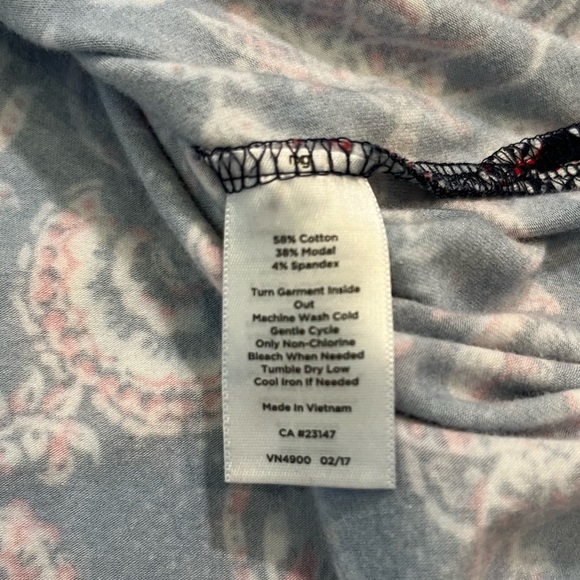 58% Cotton
38% Modal
4% Spandex
Turn Garment Inside
Out
Machine Wash Cold
Gentle Cycle
Only Non-Chlorine
Bleach When Needed
Tumble Dry Low
Cool Iron If Needed
Made in Vietnam
CA #23147
VN4900 02/17